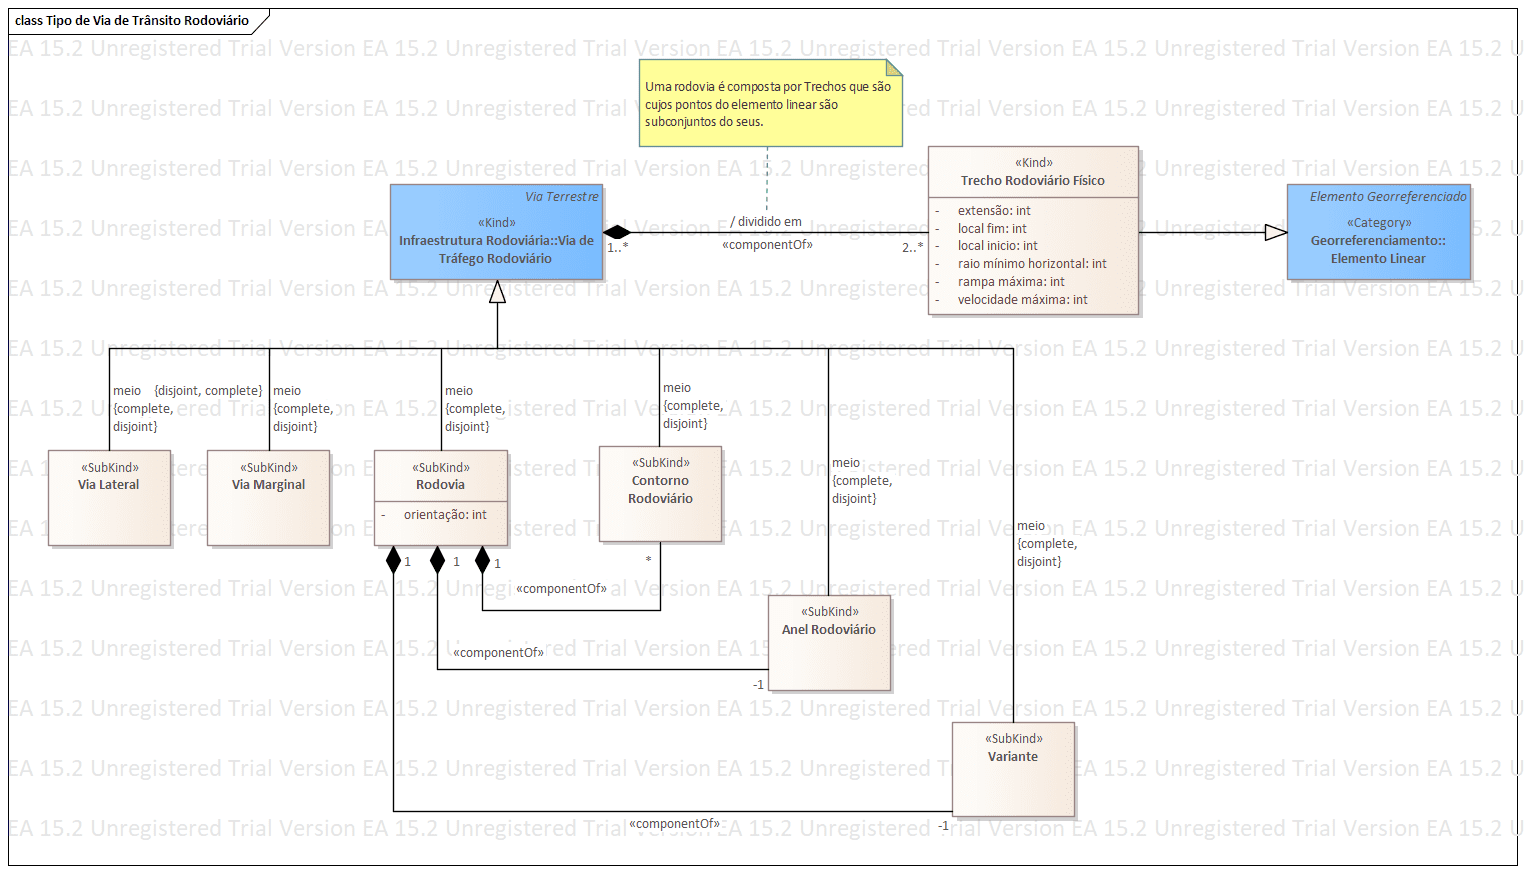 class Tipo de Via de Trânsito Rodoviário
EA 15.2 Unregistered Trial Version EA 15.2 Unregistered Trial Version EA 15.2 Unregistered Trial Version EA 15.2 Unregistered Trial Version EA 15.2 U
Uma rodovia é composta por Trechos que são
cujos pontos do elemento linear são
subconjuntos do seus.
Via Terrestre
«Kind»
Infraestrutura Rodoviária::Via de
Tráfego Rodoviário
/ dividido em
«componentOf»
1..*
2..*
«Kind»
Trecho Rodoviário Físico
- extensão: int
- local fim: int
- local inicio: int
- raio mínimo horizontal: int
- rampa máxima: int
- velocidade máxima: int
Elemento Georreferenciado
«Category»
Georreferenciamento::
Elemento Linear
meio
{complete,
disjoint}
{disjoint, complete}
meio
{complete,
disjoint}
meio
{complete,
disjoint}
meio
{complete,
disjoint}
meio
{complete,
disjoint}
meio
{complete,
disjoint}
«SubKind»
Via Lateral
«SubKind»
Via Marginal
«SubKind»
Rodovia
- orientação: int
«SubKind»
Contorno
Rodoviário
1
1
1
*
«componentOf»
«SubKind»
Anel Rodoviário
«componentOf»
-1
«SubKind»
Variante
«componentOf»
-1